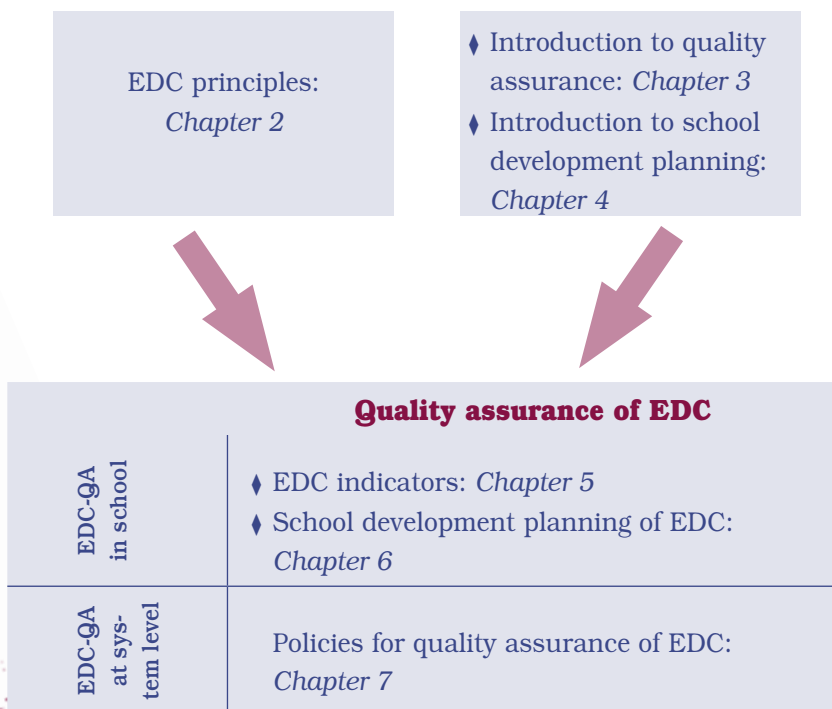 EDC principles:
Chapter 2
♦ Introduction to quality
assurance: Chapter 3
♦ Introduction to school
development planning:
Chapter 4
Quality assurance of EDC
EDC-QA
in school
♦ EDC indicators: Chapter 5
♦ School development planning of EDC:
Chapter 6
EDC-QA
at sys-
tem level
Policies for quality assurance of EDC:
Chapter 7